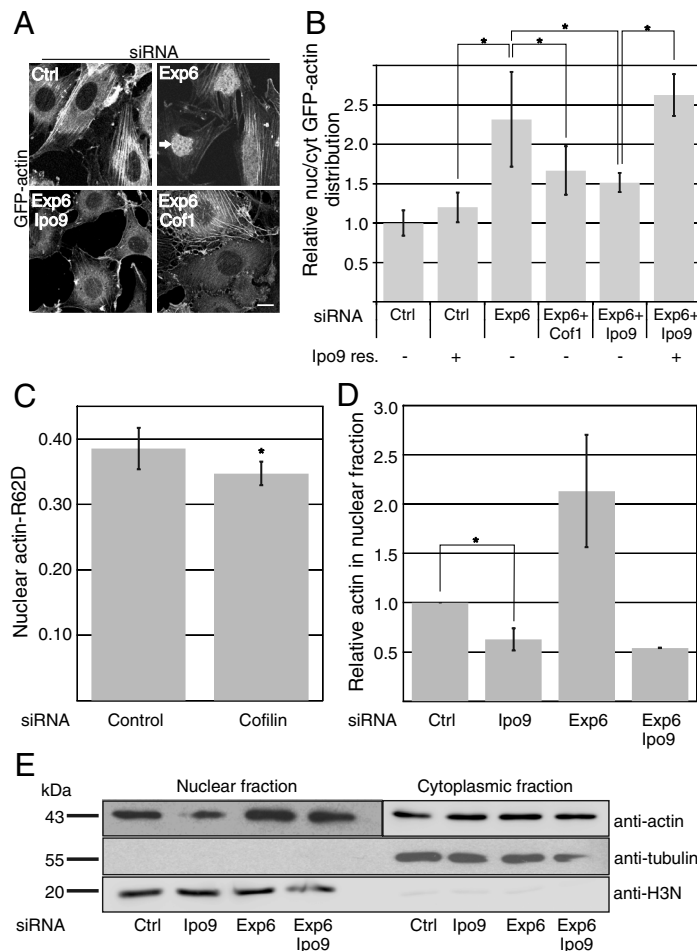 A
siRNA
GFP-actin
Ctrl
Exp6
Exp6
Ipo9
Exp6
Cof1
B
Relative nuc/cyt GFP-actin
distribution
2.5
2.0
1.5
1.0
0.5
* * * *
siRNA Ctrl Ctrl Exp6 Exp6+ Exp6+ Exp6+
Cof1 Ipo9 Ipo9
Ipo9 res. - + - - - +
C
Nuclear actin-R62D
0.40
0.30
0.20
0.10
*
siRNA Control Cofilin
D
Relative actin in nuclear fraction
3.0
2.5
2.0
1.5
1.0
0.5
*
siRNA Ctrl Ipo9 Exp6 Exp6
Ipo9
E
kDa Nuclear fraction Cytoplasmic fraction
43 anti-actin
55 anti-tubulin
20 anti-H3N
siRNA Ctrl Ipo9 Exp6 Exp6 Ctrl Ipo9 Exp6 Exp6
Ipo9 Ipo9